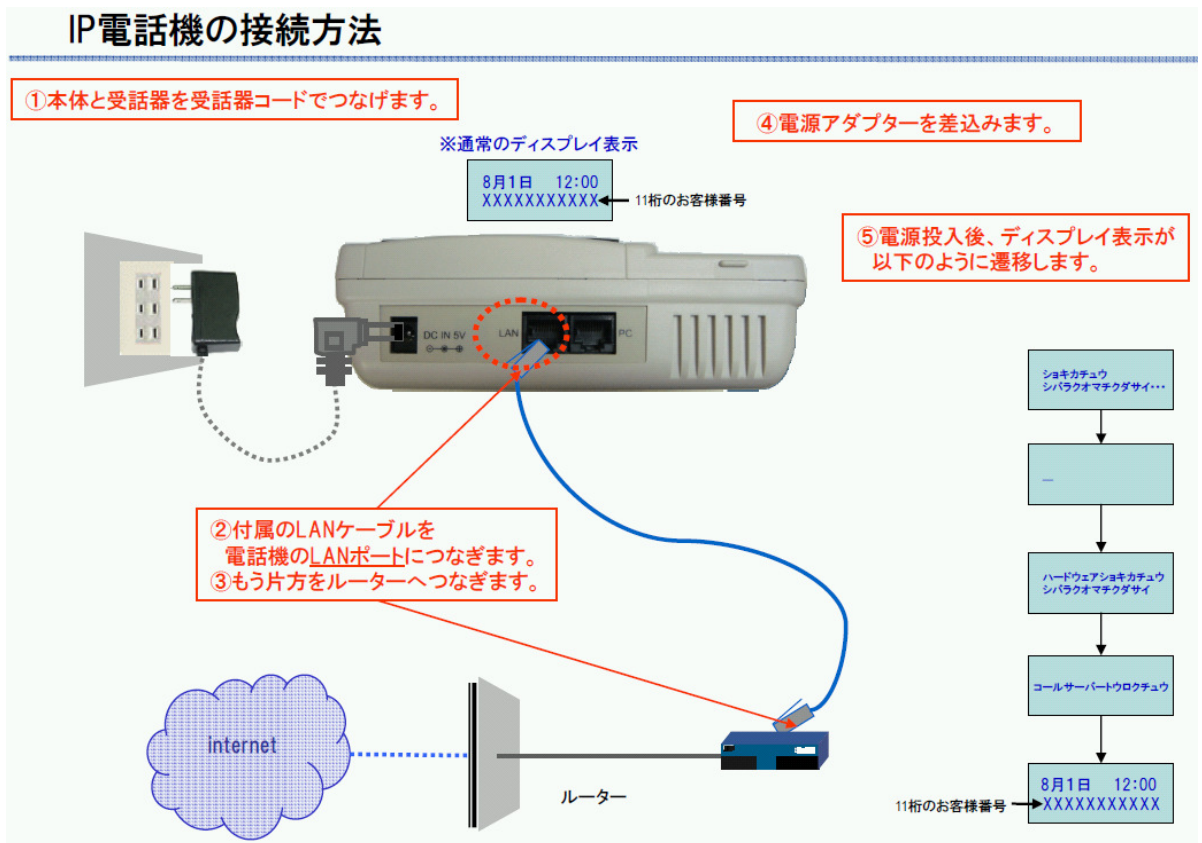 IP電話機の接続方法
①本体と受話器を受話器コードでつなげます。
④電源アダプターを差込みます。
※通常のディスプレイ表示
8月1日 12:00
XXXXXXXXXXX
11桁のお客様番号
⑤電源投入後、ディスプレイ表示が
以下のように遷移します。
DC IN 5V
LAN
PC
ショキカチュウ
シバラクオマチクダサイ・・・
_
ハードウェアショキカチュウ
シバラクオマチクダサイ
コールサーバートウロクチュウ
8月1日 12:00
XXXXXXXXXXX
11桁のお客様番号
②付属のLANケーブルを
電話機のLANポートにつなぎます。
③もう片方をルーターへつなぎます。
internet
ルーター